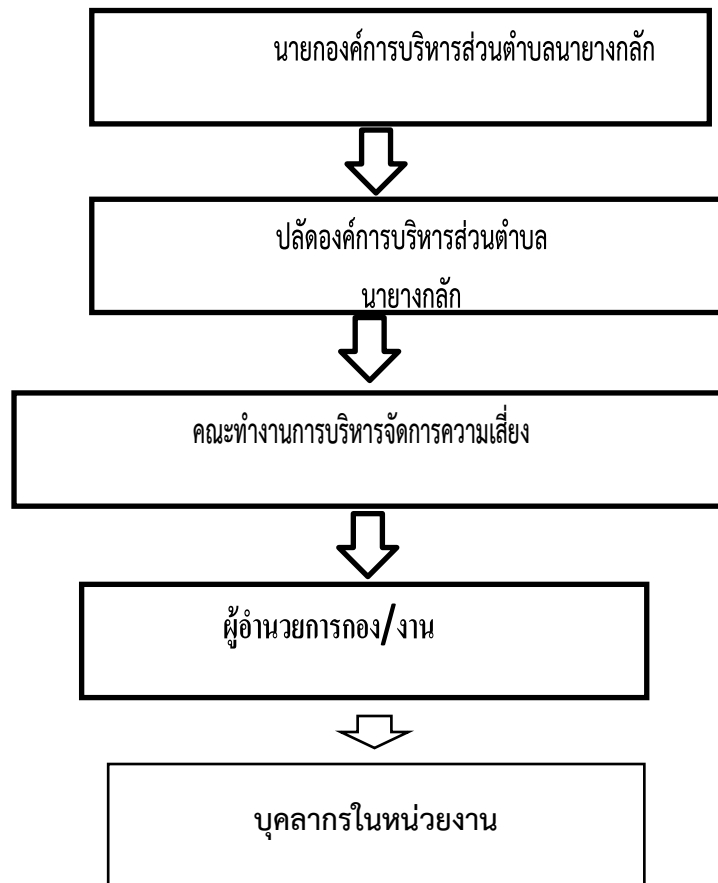 นายกองค์การบริหารส่วนตำบลนายางกลัก
ปลัดองค์การบริหารส่วนตำบล
นายางกลัก
คณะทำงานการบริหารจัดการความเสี่ยง
ผู้อำนวยการกอง/งาน
บุคลากรในหน่วยงาน